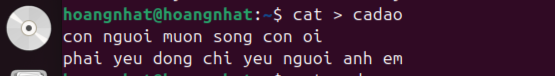 hoangnhat@hoangnhat:~$ cat > cadao
con nguoi muon song con oi
phai yeu dong chi yeu nguoi anh em